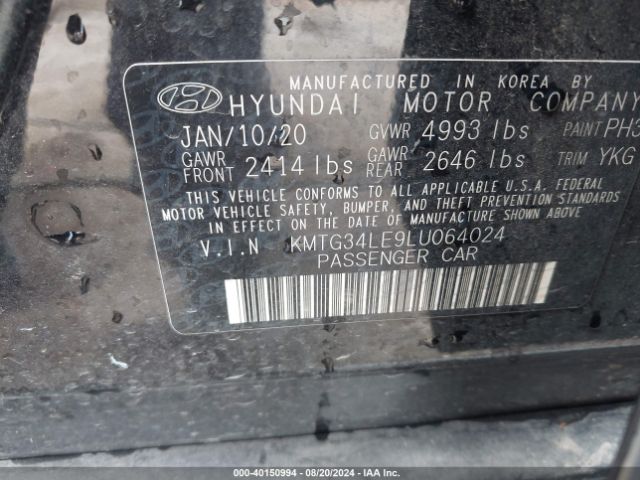 MANUFACTURED IN KOREA BY
HYUNDAI MOTOR COMPANY
JAN/10/20 GVWR 4993 lbs PAINT
GAWR FRONT 2414 lbs GAWR REAR 2646 lbs TRIM YKG
THIS VEHICLE CONFORMS TO ALL APPLICABLE U.S.A. FEDERAL
MOTOR VEHICLE SAFETY, BUMPER, AND THEFT PREVENTION STANDARDS
IN EFFECT ON THE DATE OF MANUFACTURE SHOWN ABOVE
V.I.N KMTG34LE9LU064024
PASSENGER CAR
000-40150994 - 08/20/2024 - IAA Inc.